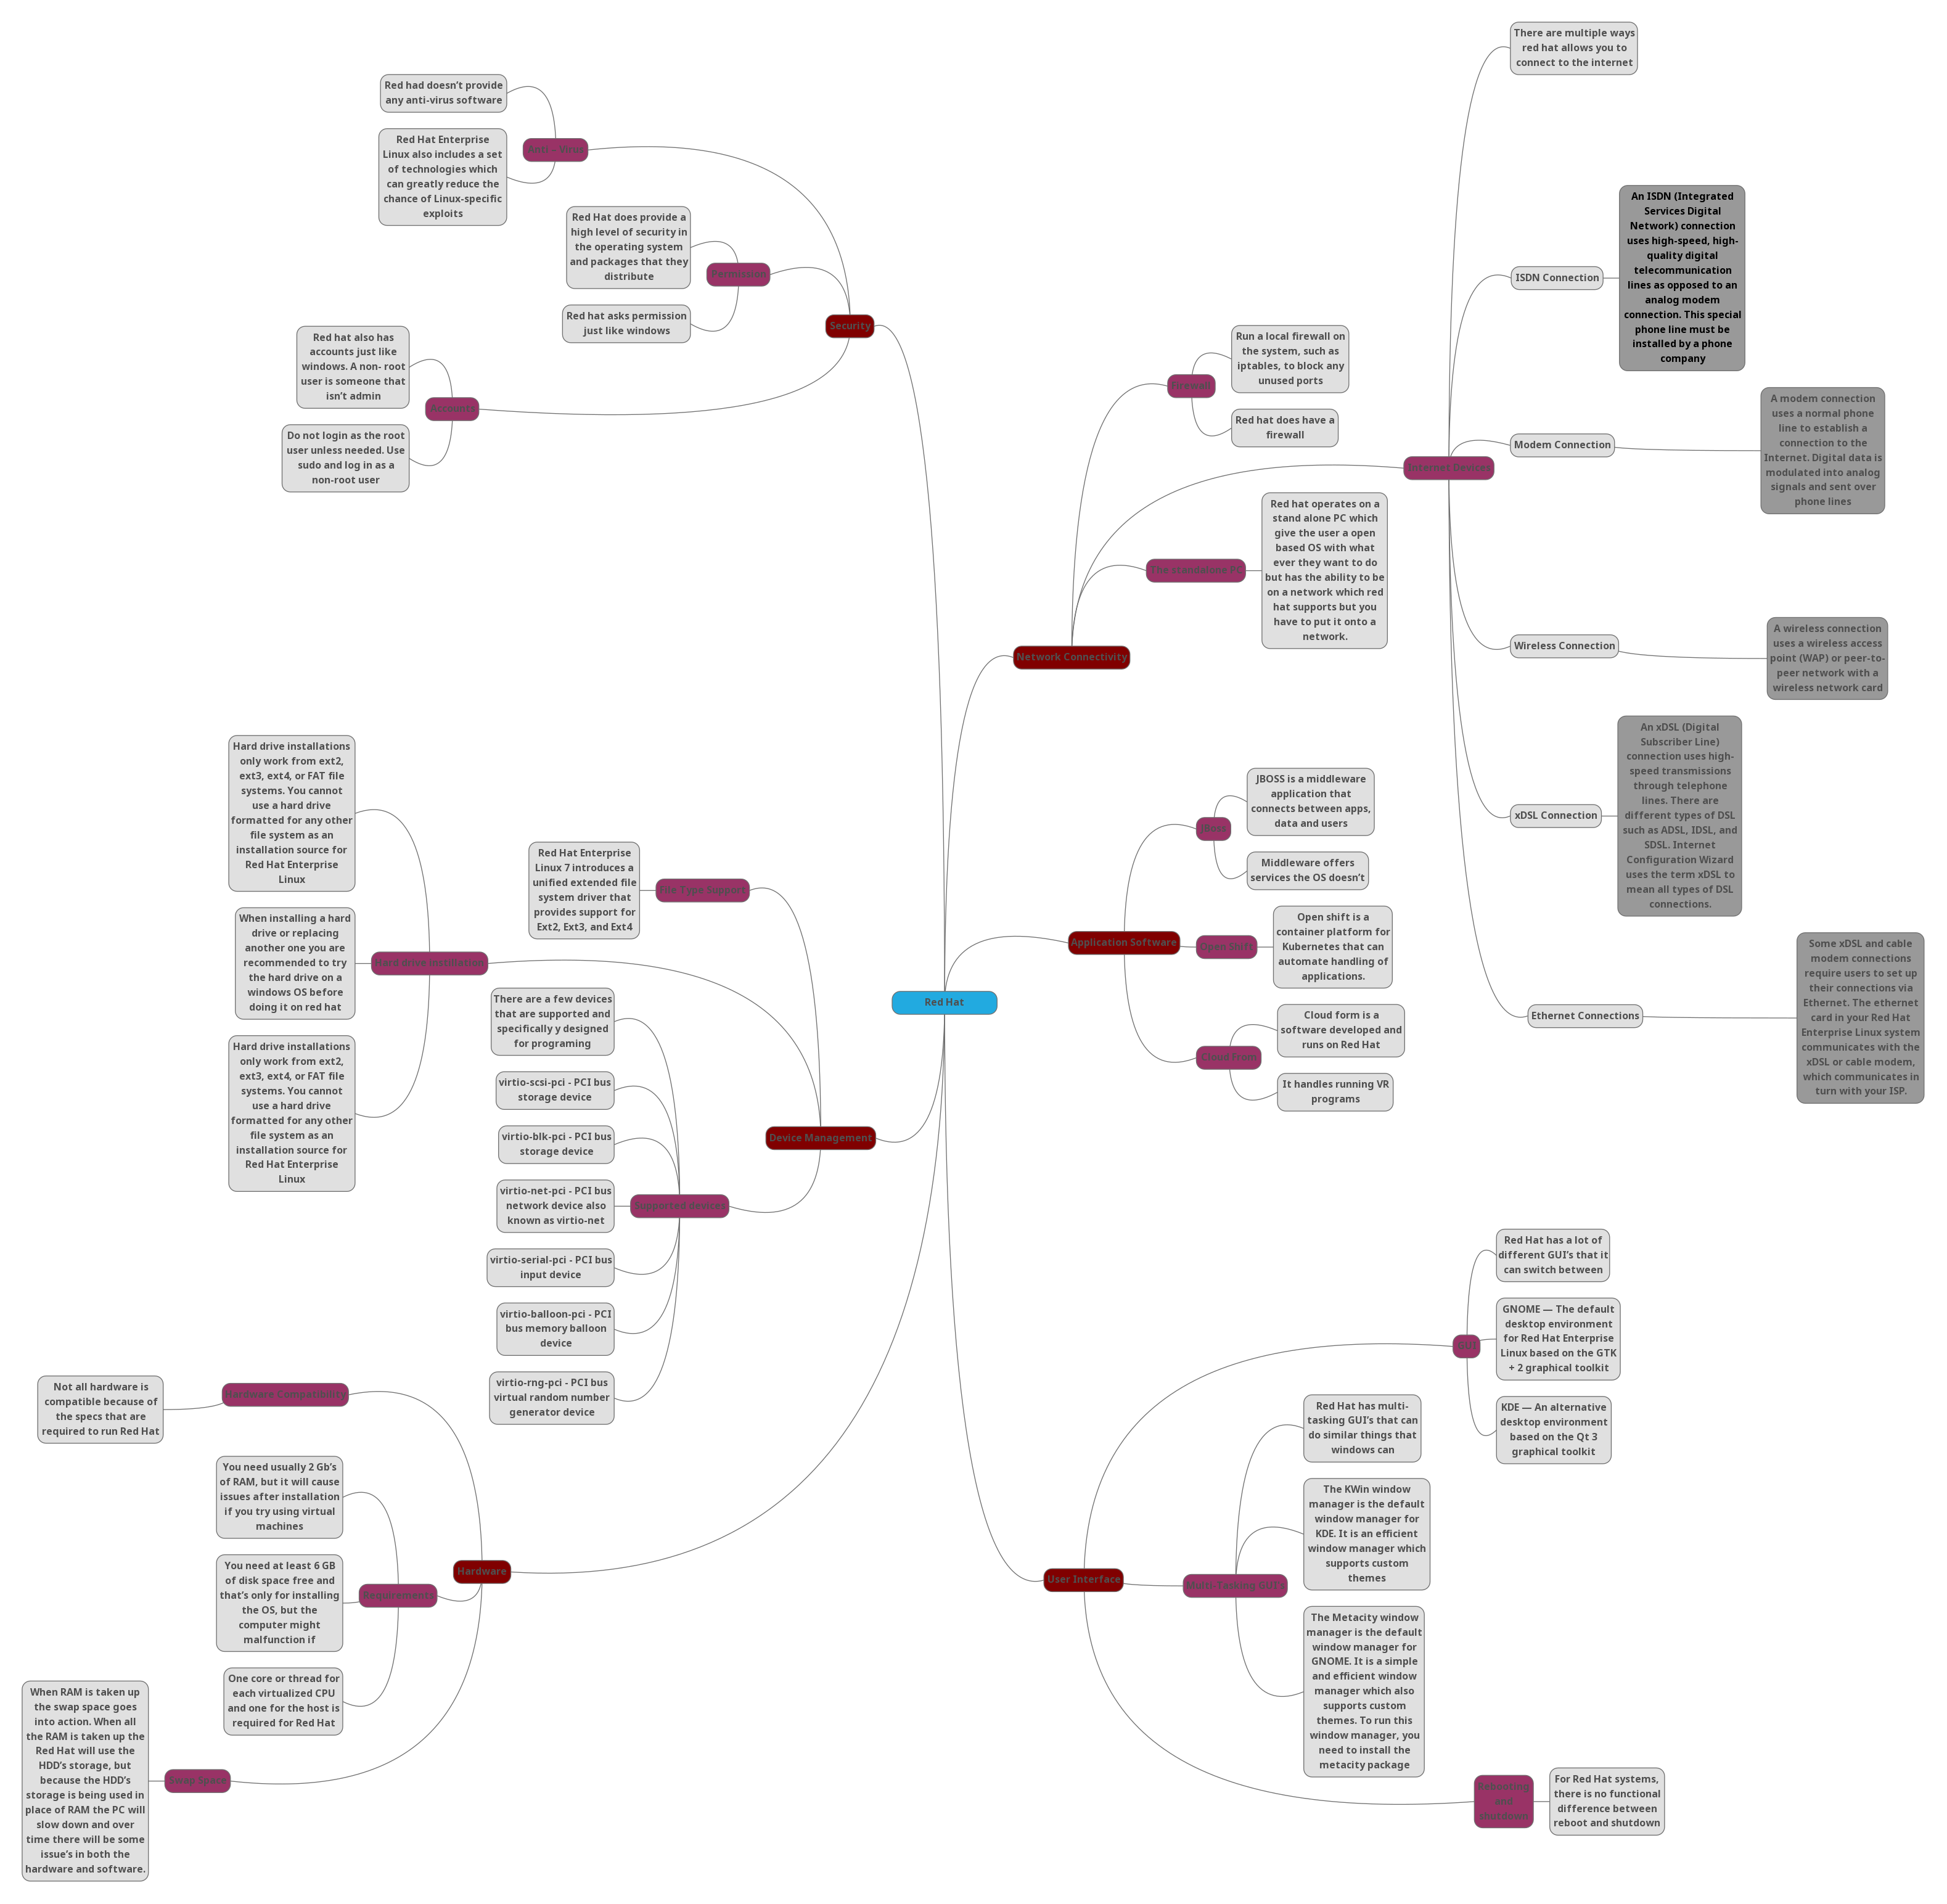 Red Hat
Security
Anti – Virus
Red had doesn’t provide
any anti-virus software
Red Hat Enterprise
Linux also includes a set
of technologies which
can greatly reduce the
chance of Linux-specific
exploits
Permission
Red Hat does provide a
high level of security in
the operating system
and packages that they
distribute
Red hat asks permission
just like windows
Accounts
Red hat also has
accounts just like
windows. A non- root
user is someone that
isn’t admin
Do not login as the root
user unless needed. Use
sudo and log in as a
non-root user
Network Connectivity
Firewall
Run a local firewall on
the system, such as
iptables, to block any
unused ports
Red hat does have a
firewall
Internet Devices
There are multiple ways
red hat allows you to
connect to the internet
ISDN Connection
An ISDN (Integrated
Services Digital
Network) connection
uses high-speed, high-
quality digital
telecommunication
lines as opposed to an
analog modem
connection. This special
phone line must be
installed by a phone
company
Modem Connection
A modem connection
uses a normal phone
line to establish a
connection to the
Internet. Digital data is
modulated into analog
signals and sent over
phone lines
Wireless Connection
A wireless connection
uses a wireless access
point (WAP) or peer-to-
peer network with a
wireless network card
xDSL Connection
An xDSL (Digital
Subscriber Line)
connection uses high-
speed transmissions
through telephone
lines. There are
different types of DSL
such as ADSL, IDSL, and
SDSL. Internet
Configuration Wizard
uses the term xDSL to
mean all types of DSL
connections.
Ethernet Connections
Some xDSL and cable
modem connections
require users to set up
their connections via
Ethernet. The ethernet
card in your Red Hat
Enterprise Linux system
communicates with the
xDSL or cable modem,
which communicates in
turn with your ISP.
The standalone PC
Red hat operates on a
stand alone PC which
give the user a open
based OS with what
ever they want to do
but has the ability to be
on a network which red
hat supports but you
have to put it onto a
network.
Application Software
JBoss
JBOSS is a middleware
application that
connects between apps,
data and users
Middleware offers
services the OS doesn’t
Open Shift
Open shift is a
container platform for
Kubernetes that can
automate handling of
applications.
Cloud
Cloud form is a
software developed and
runs on Red Hat
It handles running VR
programs
Device Management
File Type Support
Red Hat Enterprise
Linux 7 introduces a
unified extended file
system driver that
provides support for
Ext2, Ext3, and Ext4
Hard drive
Hard drive installations
only work from ext2,
ext3, ext4, or FAT file
systems. You cannot
use a hard drive
formatted for any other
file system as an
installation source for
Red Hat Enterprise
Linux
When installing a hard
drive or replacing
another one you are
recommended to try
the hard drive on a
windows OS before
doing it on red hat
Hard drive installations
only work from ext2,
ext3, ext4, or FAT file
systems. You cannot
use a hard drive
formatted for any other
file system as an
installation source for
Red Hat Enterprise
Linux
Supported devices
There are a few devices
that are supported and
specifically y designed
for programing
virtio-scsi-pci - PCI bus
storage device
virtio-blk-pci - PCI bus
storage device
virtio-net-pci - PCI bus
network device also
known as virtio-net
virtio-serial-pci - PCI bus
input device
virtio-balloon-pci - PCI
bus memory balloon
device
virtio-rng-pci - PCI bus
virtual random number
generator device
Hardware
Hardware Compatibility
Not all hardware is
compatible because of
the specs that are
required to run Red Hat
Requirements
You need usually 2 Gb’s
of RAM, but it will cause
issues after installation
if you try using virtual
machines
You need at least 6 GB
of disk space free and
that’s only for installing
the OS, but the
computer might
malfunction if
One core or thread for
each virtualized CPU
and one for the host is
required for Red Hat
Swap Space
When RAM is taken up
the swap space goes
into action. When all
the RAM is taken up the
Red Hat will use the
HDD’s storage, but
because the HDD’s
storage is being used in
place of RAM the PC will
slow down and over
time there will be some
issue’s in both the
hardware and software.
User Interface
GUI
Red Hat has a lot of
different GUI’s that it
can switch between
GNOME — The default
desktop environment
for Red Hat Enterprise
Linux based on the GTK
+ 2 graphical toolkit
KDE — An alternative
desktop environment
based on the Qt 3
graphical toolkit
Multi-Tasking GUI’s
Red Hat has multi-
tasking GUI’s that can
do similar things that
windows can
The KWin window
manager is the default
window manager for
KDE. It is an efficient
window manager which
supports custom
themes
The Metacity window
manager is the default
window manager for
GNOME. It is a simple
and efficient window
manager which also
supports custom
themes. To run this
window manager, you
need to install the
metacity package
Rebooting
and
shutdown
For Red Hat systems,
there is no functional
difference between
reboot and shutdown